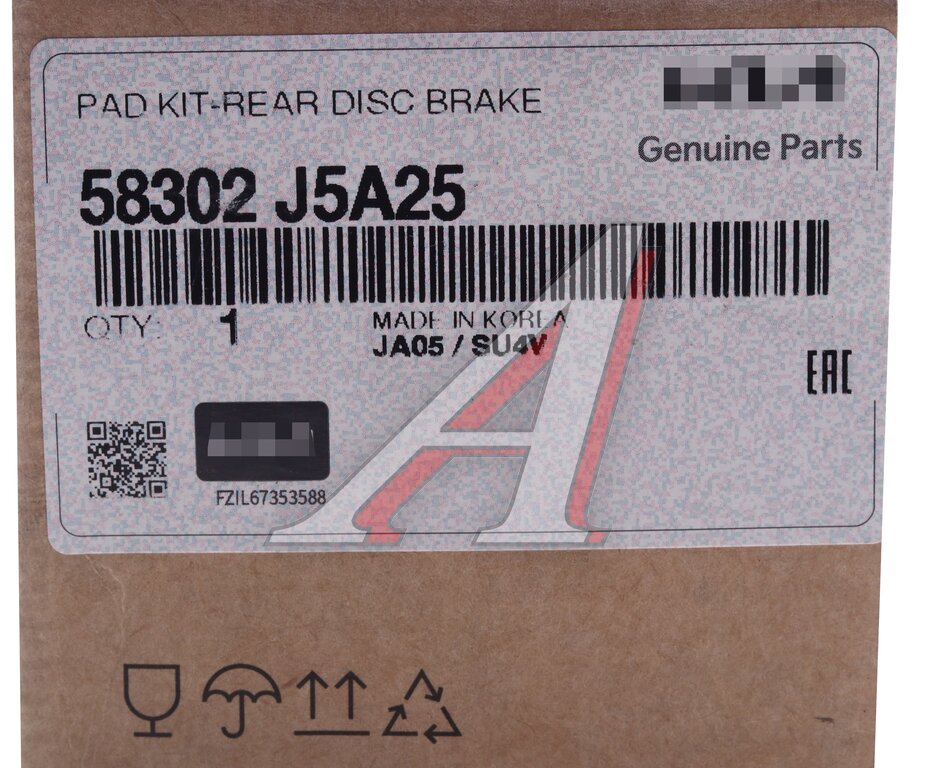 PAD KIT-REAR DISC BRAKE
Genuine Parts
58302 J5A25
QTY: 1
MADE IN KOREA
JA05 / SU4V
EAC
FZIL67353588